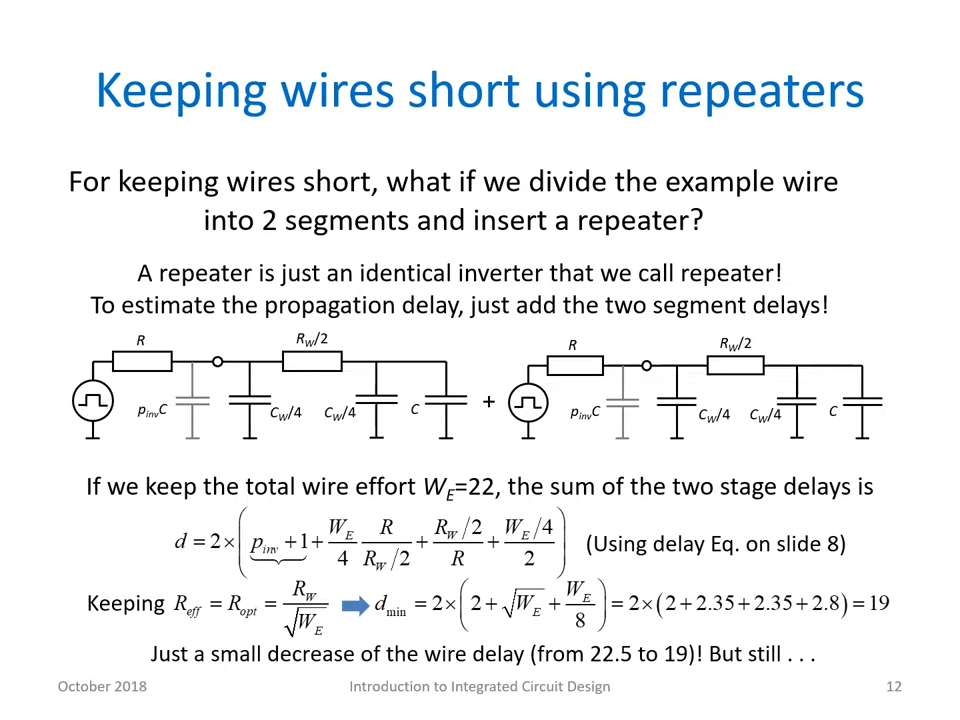 Keeping wires short using repeaters
For keeping wires short, what if we divide the example wire
into 2 segments and insert a repeater?
A repeater is just an identical inverter that we call repeater!
To estimate the propagation delay, just add the two segment delays!
R R_W/2 R R_W/2
p_invC C_W/4 C_W/4 C + p_invC C_W/4 C_W/4 C
If we keep the total wire effort W_E=22, the sum of the two stage delays is
d = 2×(p_inv + 1 + W_E/4 R/(R_W/2) + (R_W/2)/R + (W_E/4)/2) (Using delay Eq. on slide 8)
Keeping R_eff = R_opt = R_W/√W_E d_min = 2×(2 + √W_E + W_E/8) = 2×(2 + 2.35 + 2.35 + 2.8) = 19
Just a small decrease of the wire delay (from 22.5 to 19)! But still . . .
October 2018 Introduction to Integrated Circuit Design 12